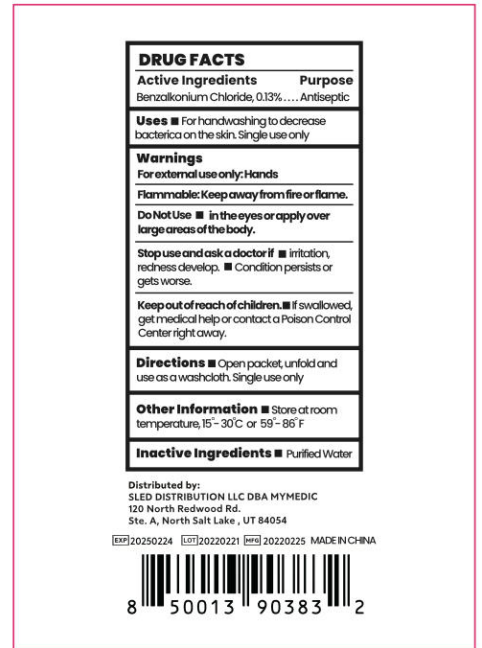 DRUG FACTS
Active Ingredients Purpose
Benzalkonium Chloride, 0.13% .... Antiseptic
Uses ■ For handwashing to decrease
bacterica on the skin. Single use only
Warnings
For external use only: Hands
Flammable: Keep away from fire or flame.
Do Not Use ■ in the eyes or apply over
large areas of the body.
Stop use and ask a doctor if ■ irritation,
redness develop. ■ Condition persists or
gets worse.
Keep out of reach of children. ■ If swallowed,
get medical help or contact a Poison Control
Center right away.
Directions ■ Open packet, unfold and
use as a washcloth. Single use only
Other Information ■ Store at room
temperature, 15°- 30°C or 59°- 86°F
Inactive Ingredients ■ Purified Water
Distributed by:
SLED DISTRIBUTION LLC DBA MYMEDIC
120 North Redwood Rd.
Ste. A, North Salt Lake , UT 84054
EXP 20250224 LOT 20220221 MFG 20220225 MADE IN CHINA
8 50013 90383 2